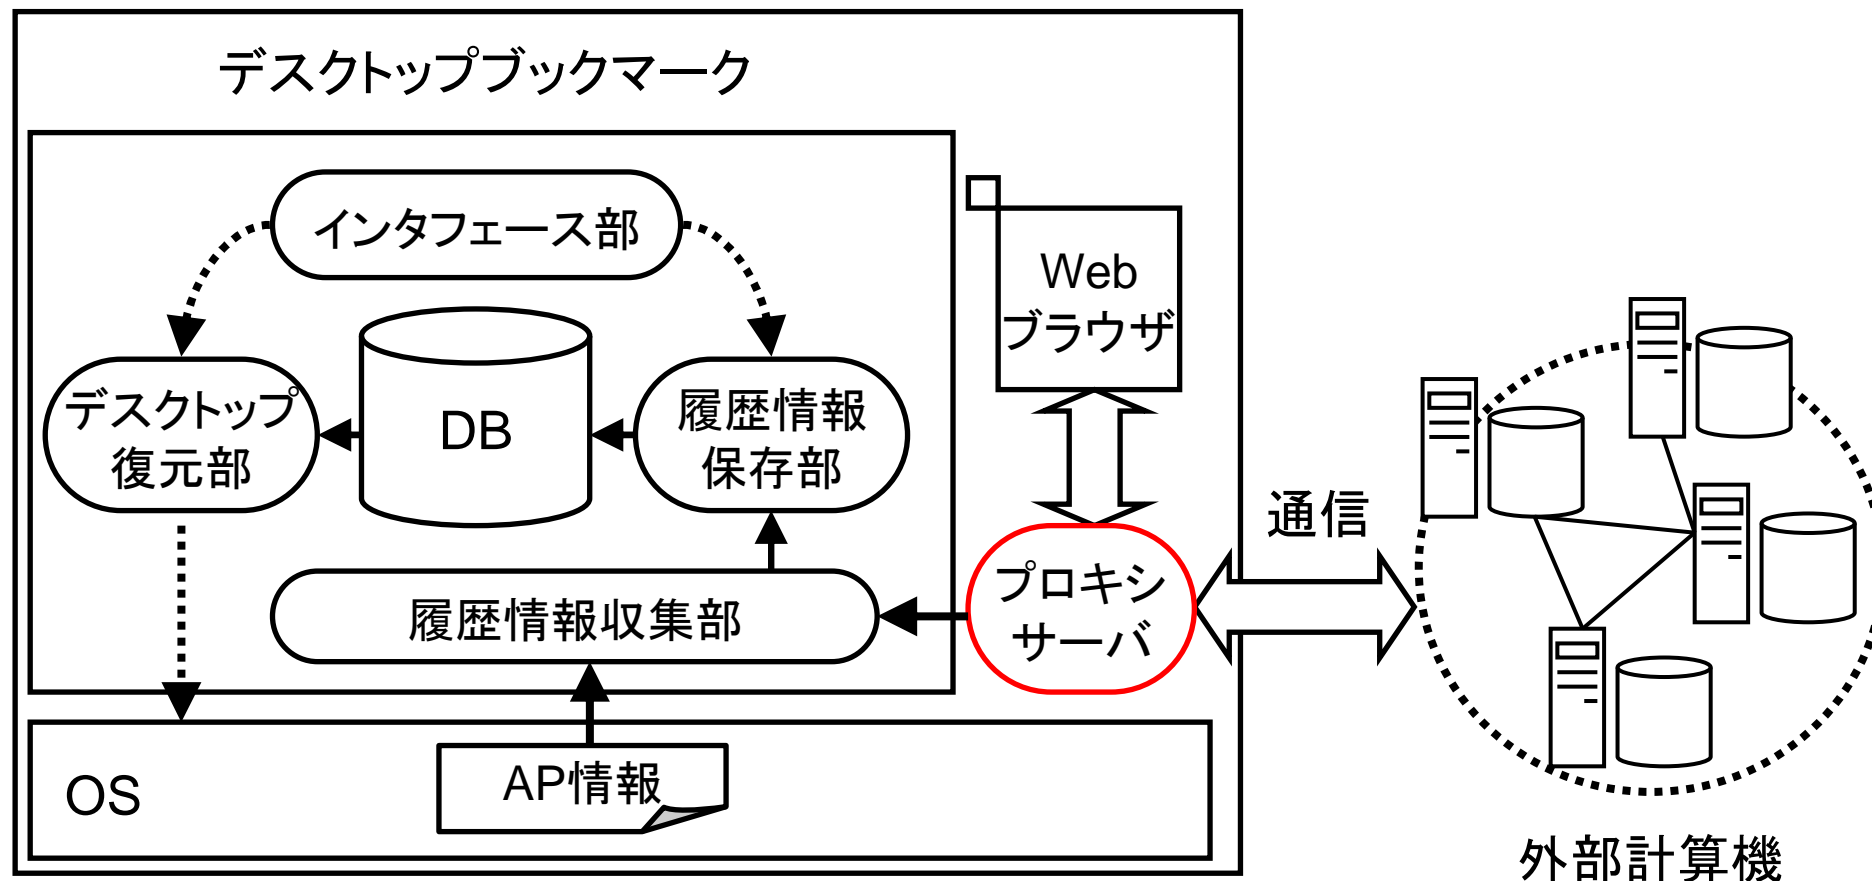 デスクトップブックマーク
インタフェース部
Web
ブラウザ
デスクトップ
復元部
DB
履歴情報
保存部
通信
履歴情報収集部
プロキシ
サーバ
OS
AP情報
外部計算機